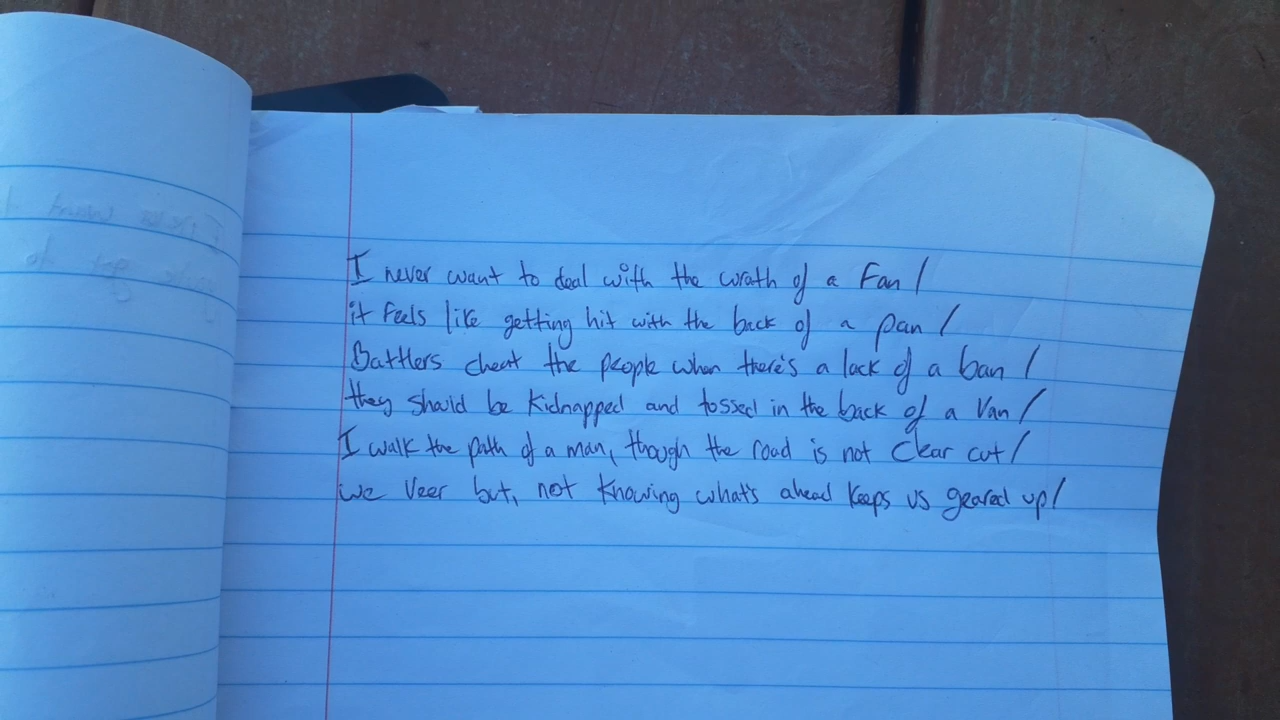 I never want to deal with the wrath of a Fan /
it feels like getting hit with the back of a pan /
Battlers cheat the people when there's a lack of a ban /
they should be kidnapped and tossed in the back of a Van /
I walk the path of a man, though the road is not clear cut /
we veer but, not knowing what's ahead keeps us geared up /